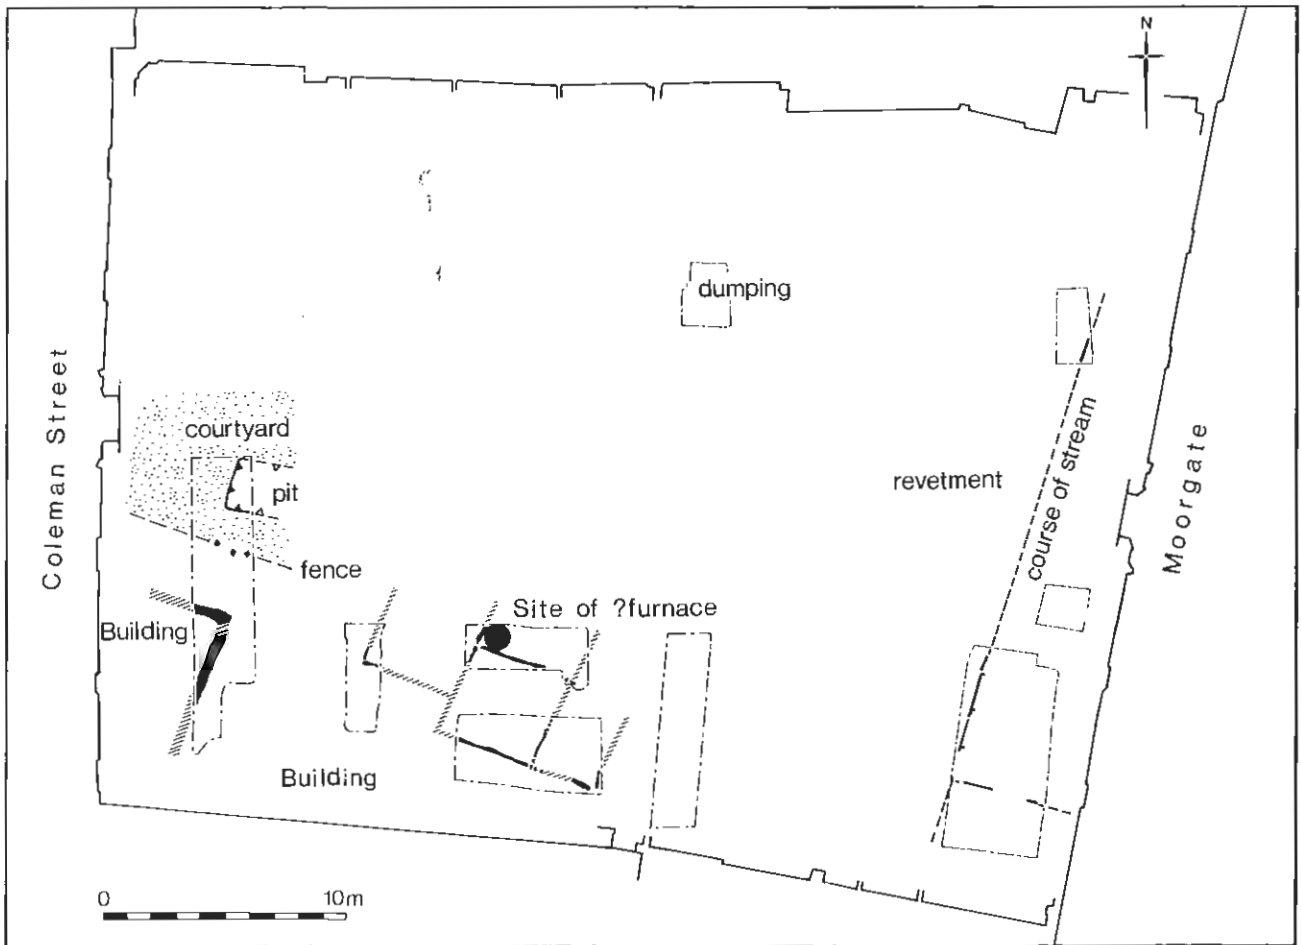 N
dumping
Coleman Street
courtyard
pit
revetment
course of stream
Moorgate
fence
Site of ?furnace
Building
Building
0 10m